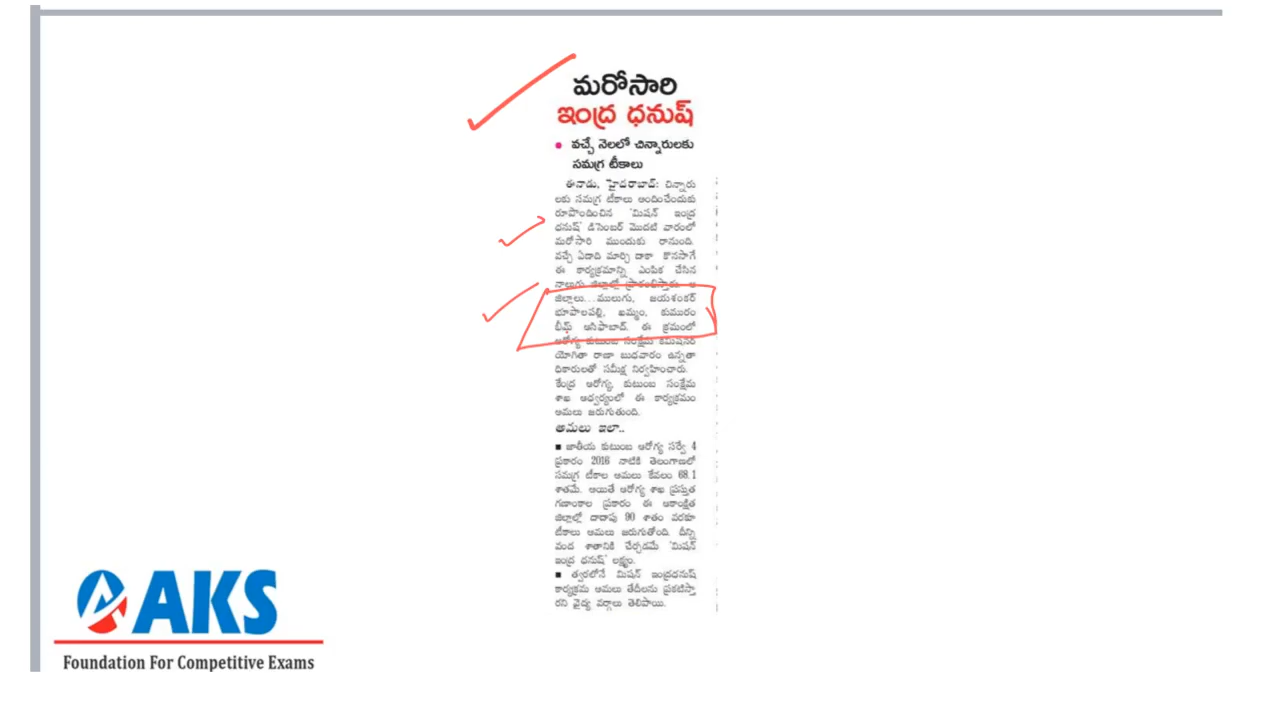 మరోసారి
ఇంద్ర ధనుష్
● వచ్చే నెలలో చిన్నారులకు
సమగ్ర టీకాలు
ఈనాడు, హైదరాబాద్: చిన్నారు
లకు సమగ్ర టీకాలు అందించేందుకు
రూపొందించిన 'మిషన్ ఇంద్ర
ధనుష్' డిసెంబర్ మొదటి వారంలో
మరోసారి ముందుకు రానుంది.
వచ్చే ఏడాది మార్చి దాకా కొనసాగే
ఈ కార్యక్రమాన్ని ఎంపిక చేసిన
నాలుగు జిల్లాల్లో ప్రారంభిస్తారు. ఆ
జిల్లాలు...ములుగు, జయశంకర్
భూపాలపల్లి, ఖమ్మం, కుమురం
భీమ్ ఆసిఫాబాద్. ఈ క్రమంలో
ఆరోగ్య కుటుంబ సంక్షేమ కమిషనర్
యోగితా రాణా బుధవారం ఉన్నతా
ధికారులతో సమీక్ష నిర్వహించారు.
కేంద్ర ఆరోగ్య, కుటుంబ సంక్షేమ
శాఖ ఆధ్వర్యంలో ఈ కార్యక్రమం
అమలు జరుగుతుంది.
అమలు ఇలా..
■ జాతీయ కుటుంబ ఆరోగ్య సర్వే 4
ప్రకారం 2016 నాటికి తెలంగాణలో
సమగ్ర టీకాల అమలు కేవలం 68.1
శాతమే. అయితే ఆరోగ్య శాఖ ప్రస్తుత
గణాంకాల ప్రకారం ఈ ఆకాంక్షిత
జిల్లాల్లో దాదాపు 90 శాతం వరకూ
టీకాలు అమలు జరుగుతోంది. దీన్ని
వంద శాతానికి చేర్చడమే 'మిషన్
ఇంద్ర ధనుష్' లక్ష్యం.
■ త్వరలోనే మిషన్ ఇంద్రధనుష్
కార్యక్రమ అమలు తేదీలను ప్రకటిస్తా
రని వైద్య వర్గాలు తెలిపాయి.
AKS
Foundation For Competitive Exams